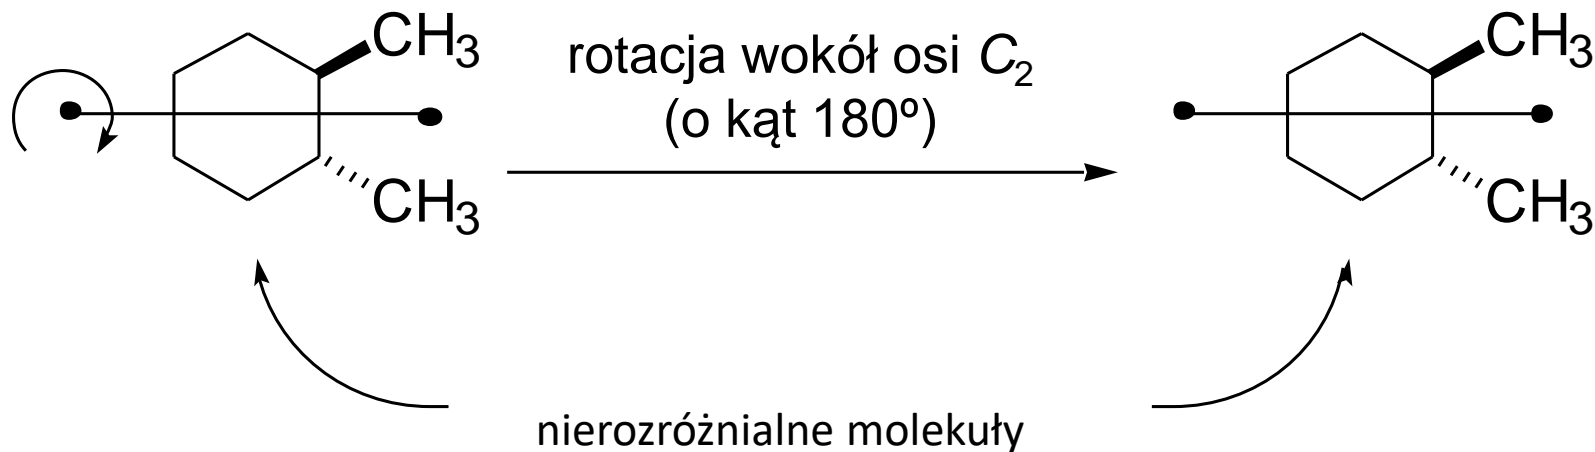 CH3
CH3
rotacja wokół osi C2
(o kąt 180º)
CH3
CH3
nierozróżnialne molekuły